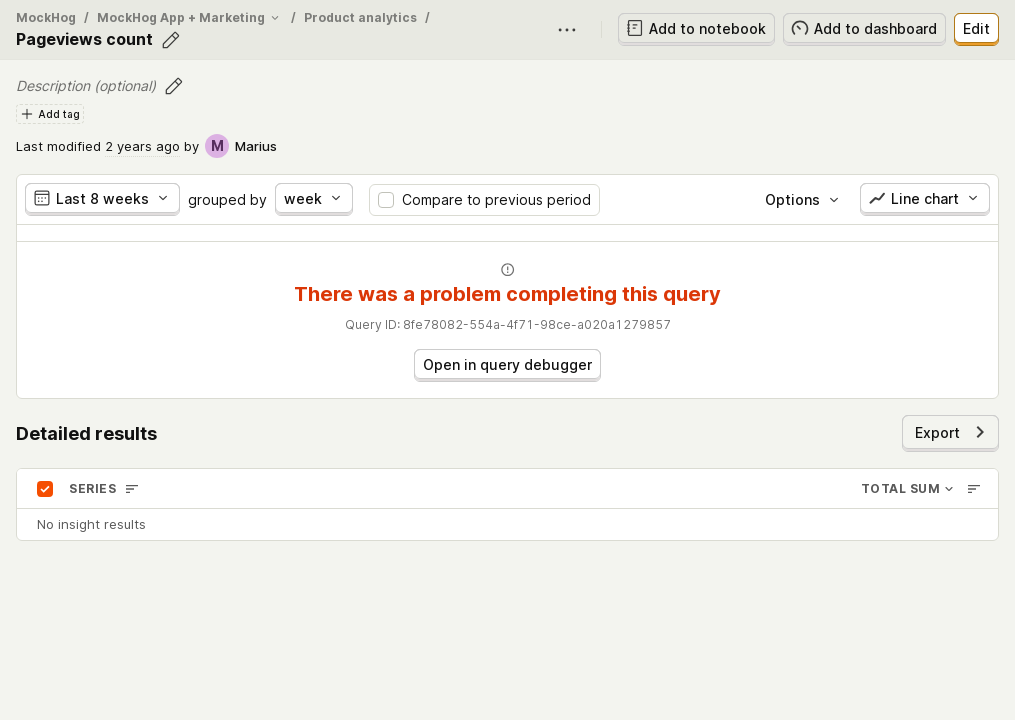 MockHog / MockHog App + Marketing / Product analytics /
Pageviews count
Add to notebook
Add to dashboard
Edit
Description (optional)
Add tag
Last modified 2 years ago by M Marius
Last 8 weeks grouped by week Compare to previous period Options Line chart
There was a problem completing this query
Query ID: 8fe78082-554a-4f71-98ce-a020a1279857
Open in query debugger
Detailed results
Export
SERIES TOTAL SUM
No insight results